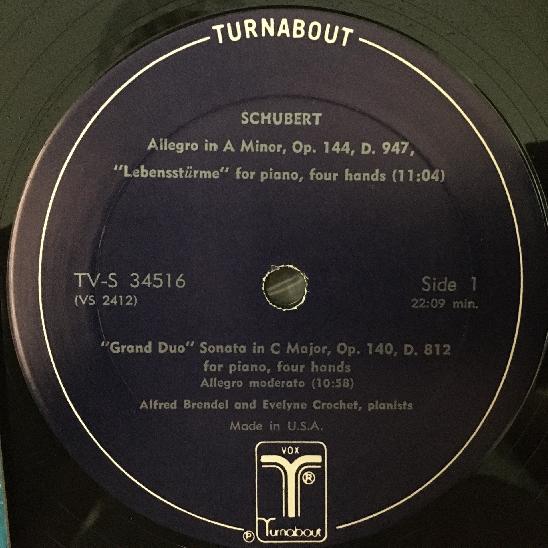 TURNABOUT
SCHUBERT
Allegro in A Minor, Op. 144, D. 947,
"Lebensstürme" for piano, four hands (11:04)
TV-S 34516
(VS 2412)
Side 1
22:09 min.
"Grand Duo" Sonata in C Major, Op. 140, D. 812
for piano, four hands
Allegro moderato (10:58)
Alfred Brendel and Evelyne Crochet, pianists
Made in U.S.A.
VOX
®
℗ Turnabout